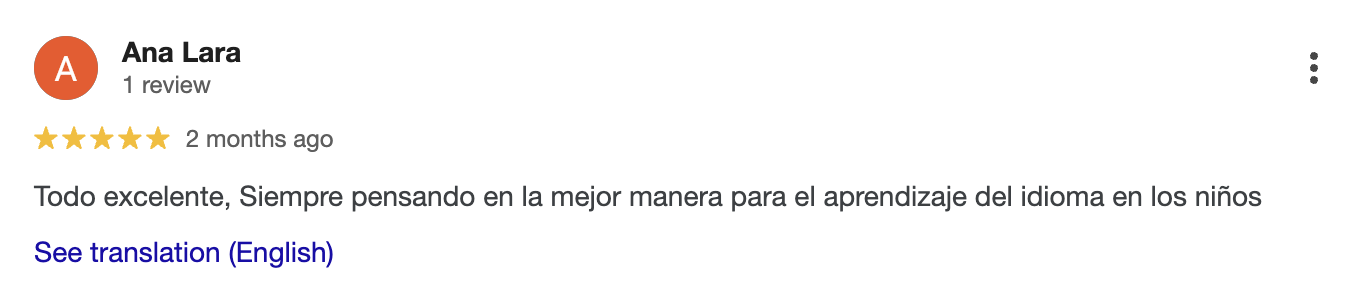 A
Ana Lara
1 review
2 months ago
Todo excelente, Siempre pensando en la mejor manera para el aprendizaje del idioma en los niños
See translation (English)